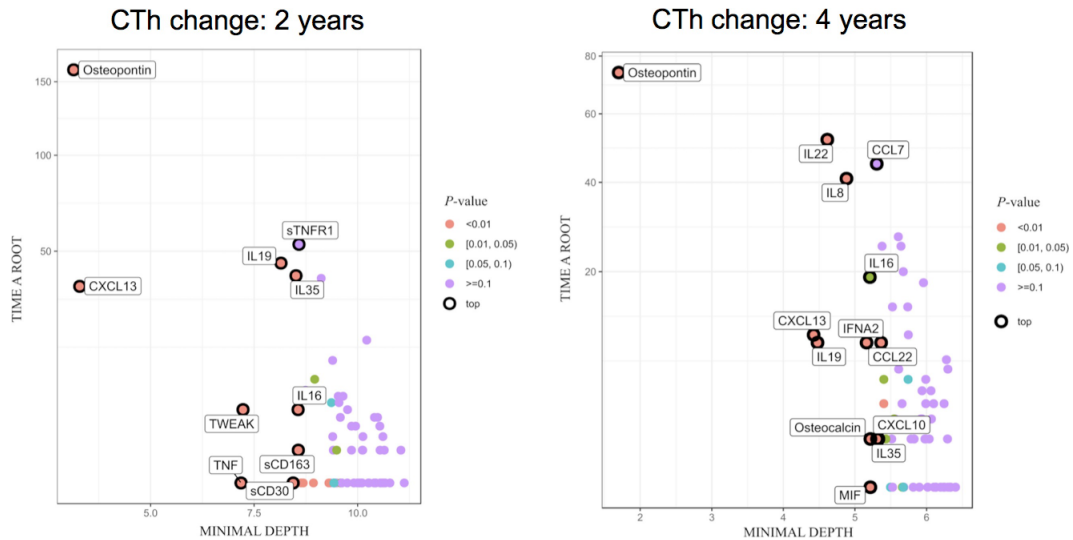 CTh change: 2 years
150
100
50
TIME A ROOT
Osteopontin
CXCL13
sTNFR1
IL19
IL35
IL16
TWEAK
sCD163
TNF
sCD30
5.0
7.5
10.0
MINIMAL DEPTH
P-value
<0.01
[0.01, 0.05)
[0.05, 0.1)
>=0.1
top
CTh change: 4 years
80
60
40
20
TIME A ROOT
Osteopontin
IL22
CCL7
IL8
IL16
CXCL13
IFNA2
IL19
CCL22
Osteocalcin
CXCL10
IL35
MIF
2
3
4
5
6
MINIMAL DEPTH
P-value
<0.01
[0.01, 0.05)
[0.05, 0.1)
>=0.1
top